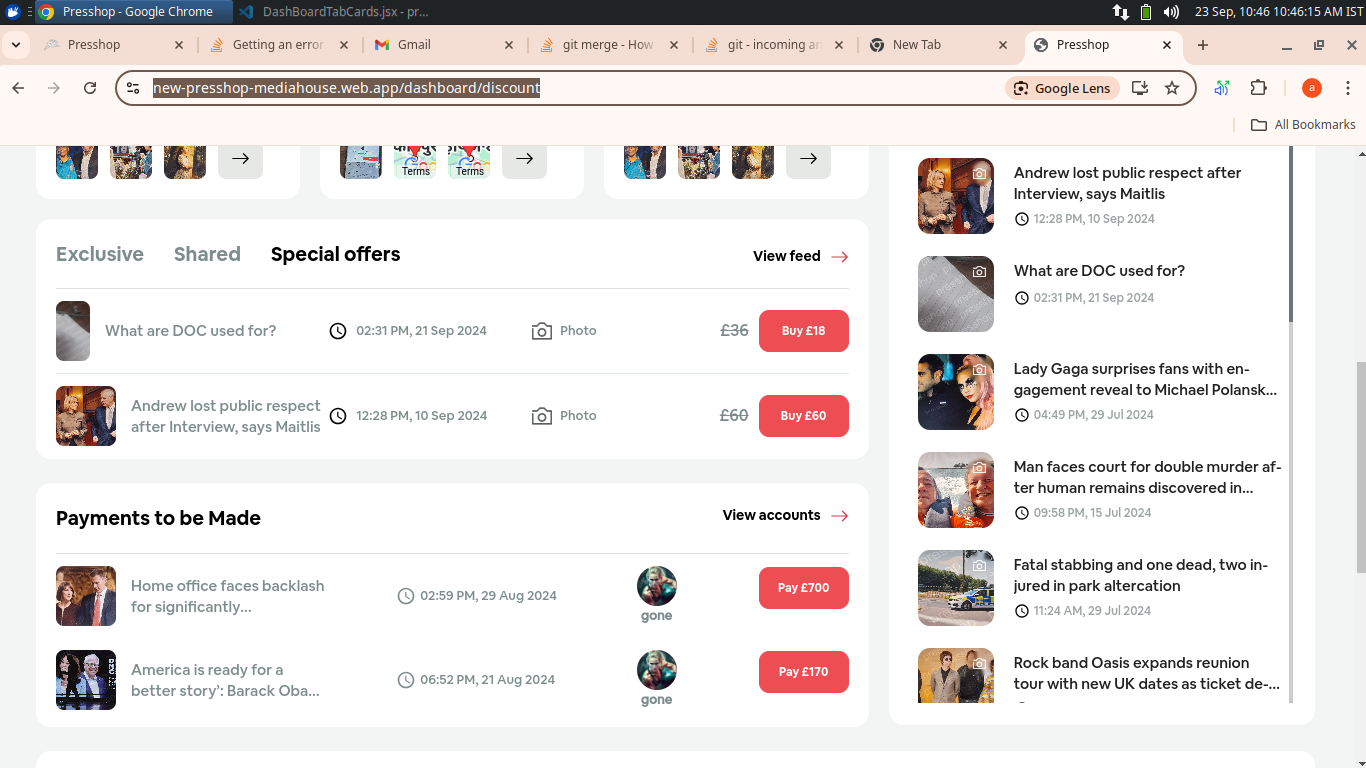 Presshop - Google Chrome
DashBoardTabCards.jsx - pr...
23 Sep, 10:46 10:46:15 AM IST
Presshop
Getting an error
Gmail
git merge - How
git - incoming an
New Tab
Presshop
new-presshop-mediahouse.web.app/dashboard/discount
Google Lens
a
All Bookmarks
Terms
Terms
Exclusive
Shared
Special offers
View feed
What are DOC used for?
02:31 PM, 21 Sep 2024
Photo
£36
Buy £18
Andrew lost public respect
after Interview, says Maitlis
12:28 PM, 10 Sep 2024
Photo
£60
Buy £60
Payments to be Made
View accounts
Home office faces backlash
for significantly...
02:59 PM, 29 Aug 2024
gone
Pay £700
America is ready for a
better story': Barack Oba...
06:52 PM, 21 Aug 2024
gone
Pay £170
Andrew lost public respect after
Interview, says Maitlis
12:28 PM, 10 Sep 2024
What are DOC used for?
02:31 PM, 21 Sep 2024
Lady Gaga surprises fans with en-
gagement reveal to Michael Polansk...
04:49 PM, 29 Jul 2024
Man faces court for double murder af-
ter human remains discovered in...
09:58 PM, 15 Jul 2024
Fatal stabbing and one dead, two in-
jured in park altercation
11:24 AM, 29 Jul 2024
Rock band Oasis expands reunion
tour with new UK dates as ticket de-...